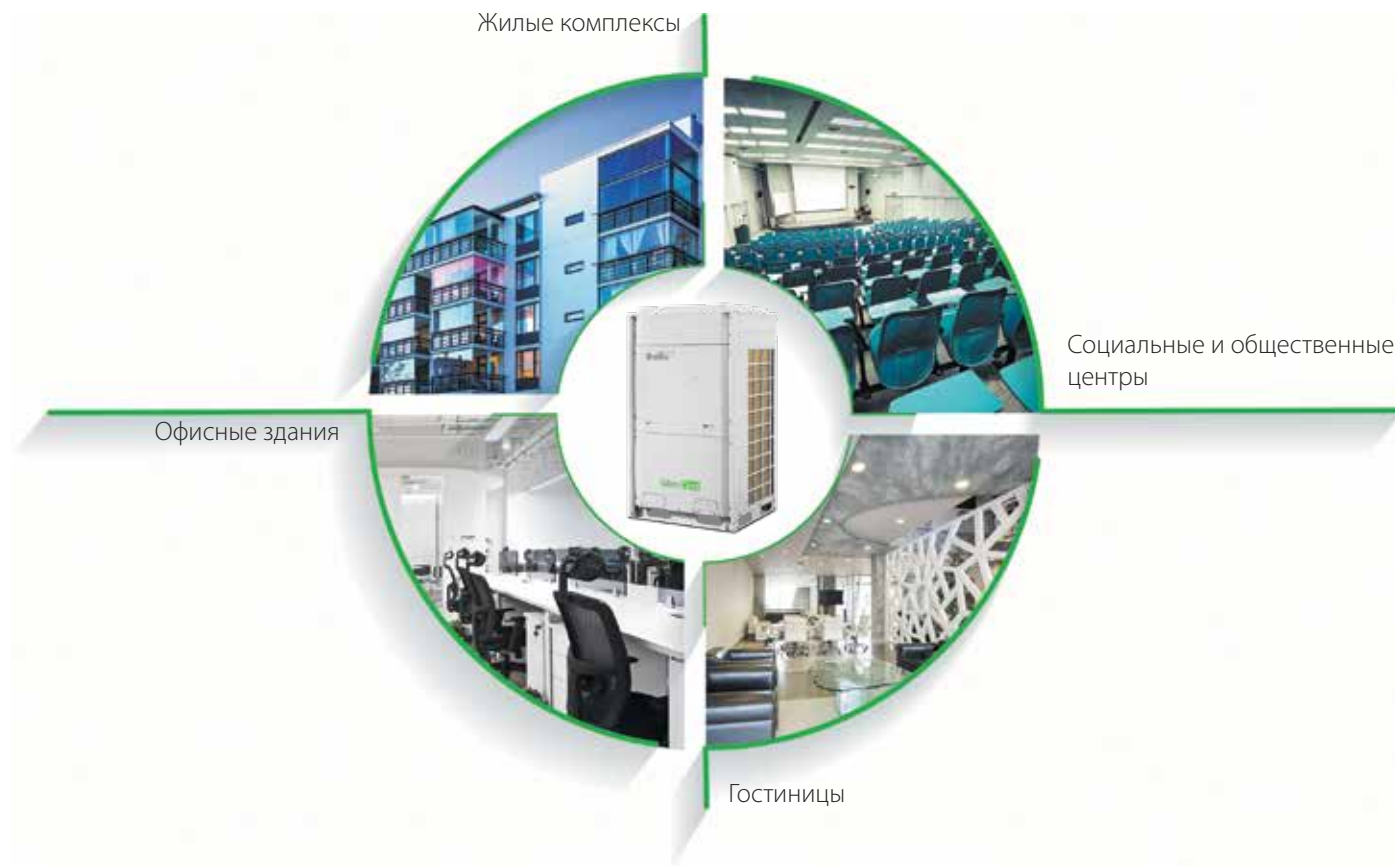 Жилые комплексы
Социальные и общественные
центры
Офисные здания
Гостиницы